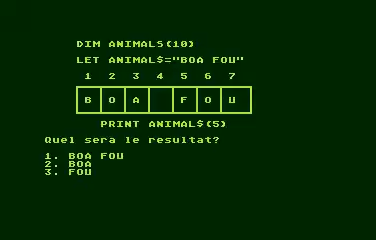 DIM ANIMAL$(10)
LET ANIMAL$="BOA FOU"
1 2 3 4 5 6 7
B O A F O U
PRINT ANIMAL$(5)
Quel sera le resultat?
1. BOA FOU
2. BOA
3. FOU